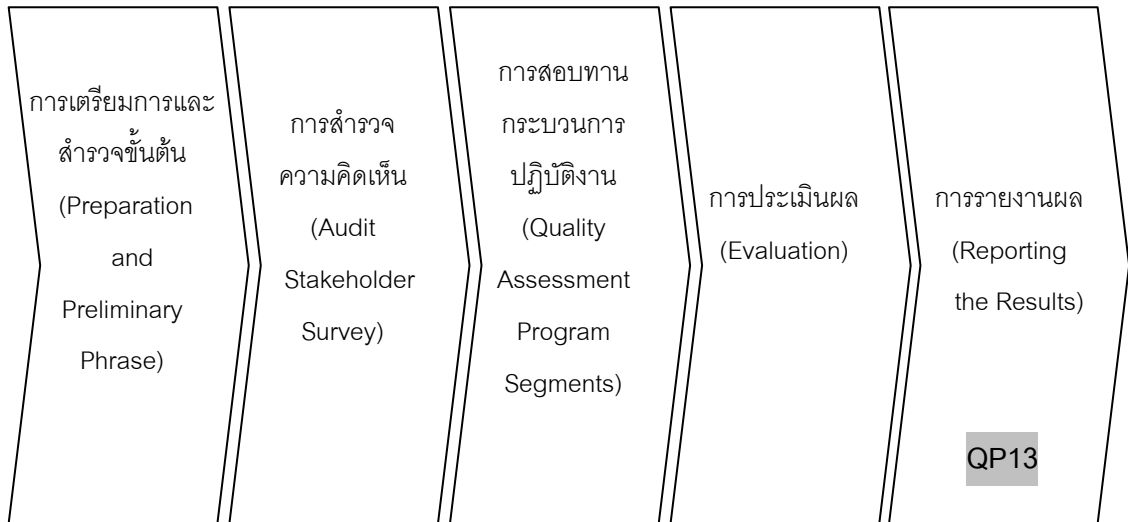 การเตรียมการและ
สำรวจขั้นต้น
(Preparation
and
Preliminary
Phrase)
การสำรวจ
ความคิดเห็น
(Audit
Stakeholder
Survey)
การสอบทาน
กระบวนการ
ปฏิบัติงาน
(Quality
Assessment
Program
Segments)
การประเมินผล
(Evaluation)
การรายงานผล
(Reporting
the Results)
QP13